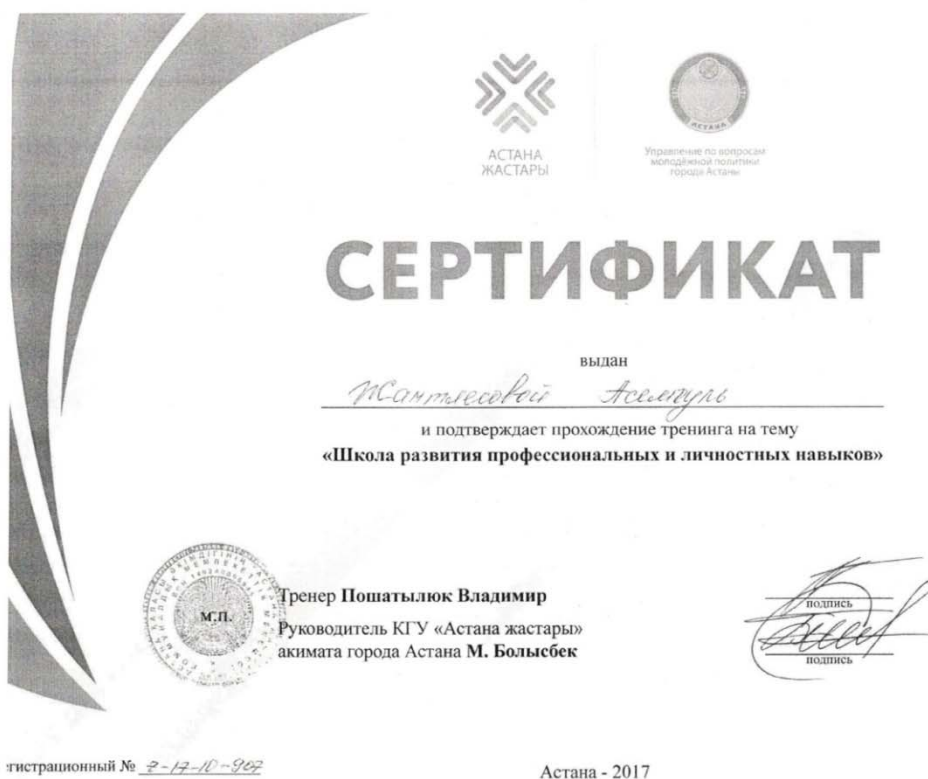 АСТАНА
ЖАСТАРЫ
АСТАНА
Управление по вопросам
молодёжной политики
города Астаны
СЕРТИФИКАТ
выдан
Жантлесовой Асемгуль
и подтверждает прохождение тренинга на тему
«Школа развития профессиональных и личностных навыков»
М.П.
Тренер Пошатылюк Владимир
Руководитель КГУ «Астана жастары»
акимата города Астана М. Болысбек
подпись
подпись
гистрационный № 2-17-10-907
Астана - 2017